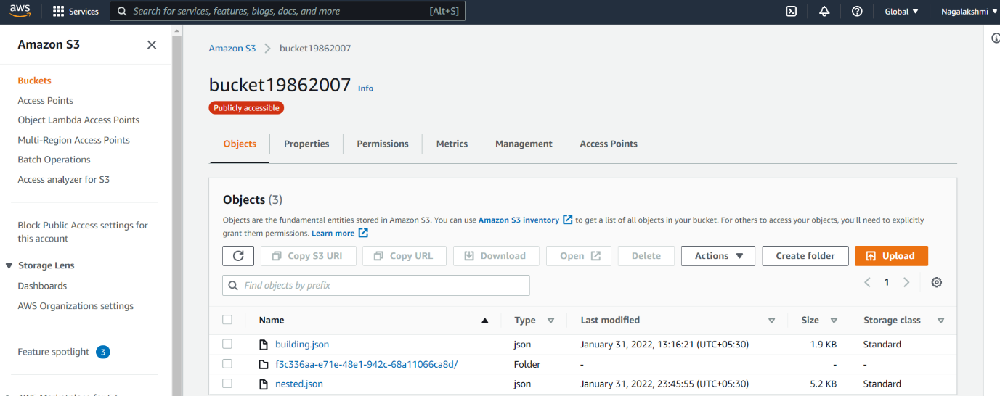 aws Services Search for services, features, blogs, docs, and more [Alt+S] Global Nagalakshmi
Amazon S3
Buckets
Access Points
Object Lambda Access Points
Multi-Region Access Points
Batch Operations
Access analyzer for S3
Block Public Access settings for
this account
Storage Lens
Dashboards
AWS Organizations settings
Feature spotlight 3
Amazon S3 > bucket19862007
bucket19862007 Info
Publicly accessible
Objects Properties Permissions Metrics Management Access Points
Objects (3)
Objects are the fundamental entities stored in Amazon S3. You can use Amazon S3 inventory to get a list of all objects in your bucket. For others to access your objects, you'll need to explicitly
grant them permissions. Learn more
Copy S3 URI Copy URL Download Open Delete Actions Create folder Upload
Find objects by prefix 1
Name Type Last modified Size Storage class
building.json json January 31, 2022, 13:16:21 (UTC+05:30) 1.9 KB Standard
f3c336aa-e71e-48e1-942c-68a11066ca8d/ Folder - - -
nested.json json January 31, 2022, 23:45:55 (UTC+05:30) 5.2 KB Standard